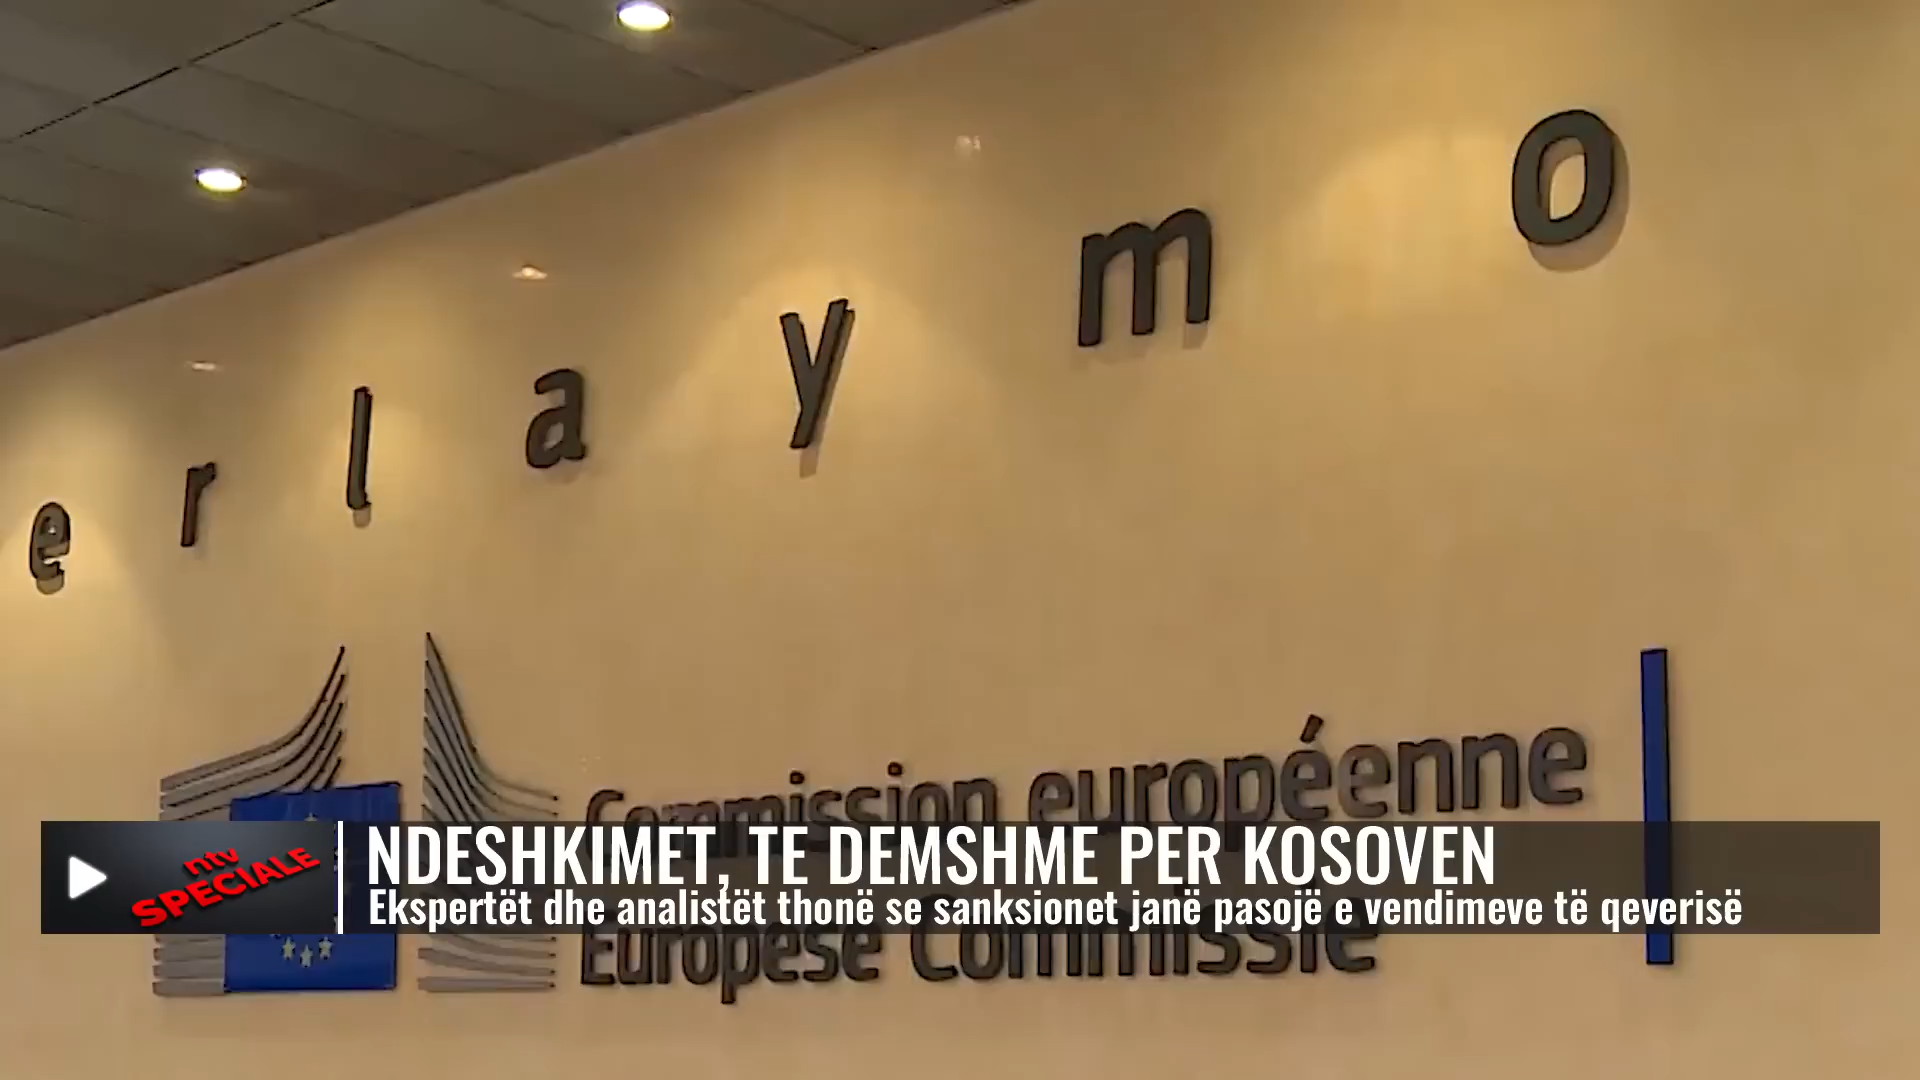 erlaymo
Commission européenne
ntv
SPECIALE
NDESHKIMET, TE DEMSHME PER KOSOVEN
Ekspertët dhe analistët thonë se sanksionet janë pasojë e vendimeve të qeverisë
Europese Commissie